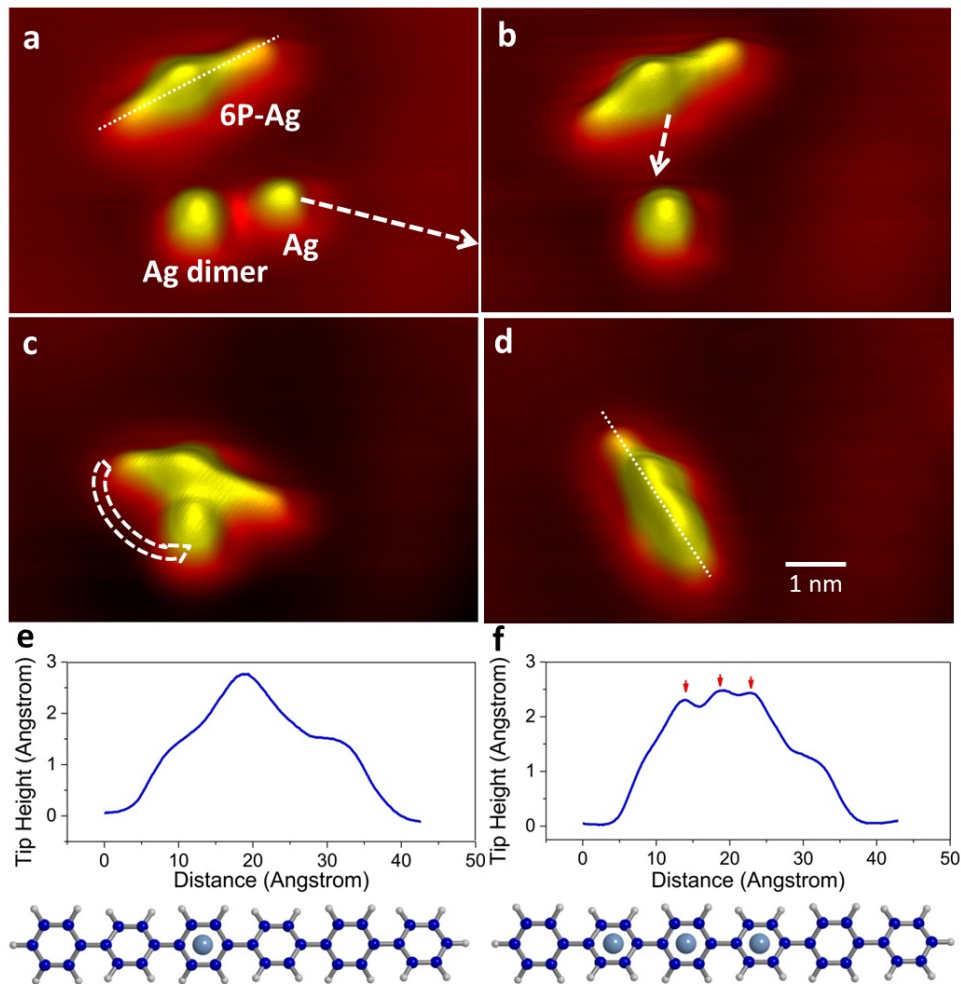 a
b
6P-Ag
Ag
Ag dimer
c
d
1 nm
e
f
Tip Height (Angstrom)
3
2
1
0
0 10 20 30 40 50
Distance (Angstrom)
Tip Height (Angstrom)
3
2
1
0
0 10 20 30 40 50
Distance (Angstrom)